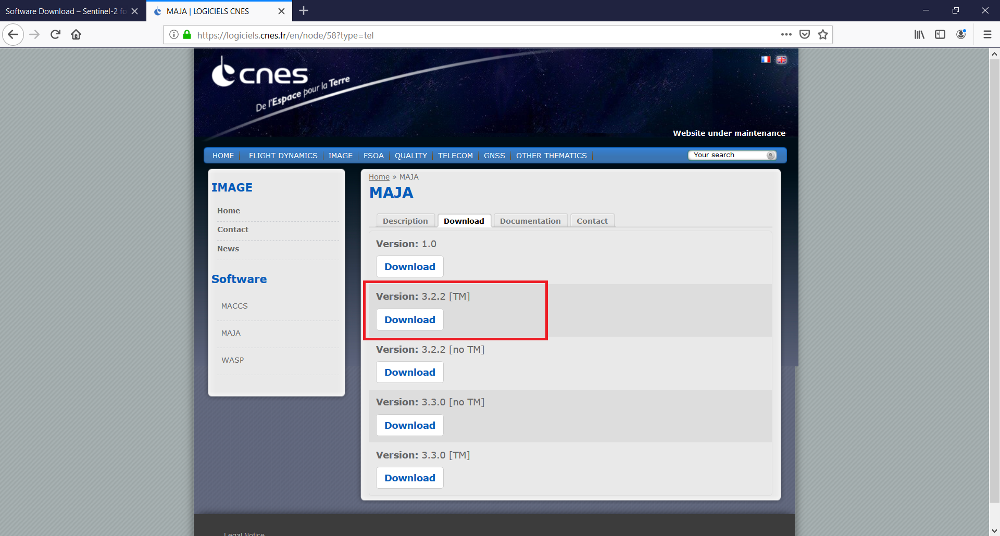 Software Download – Sentinel-2 fo
MAJA | LOGICIELS CNES
https://logiciels.cnes.fr/en/node/58?type=tel
cnes
De l'Espace pour la Terre
Website under maintenance
HOME FLIGHT DYNAMICS IMAGE FSOA QUALITY TELECOM GNSS OTHER THEMATICS Your search
IMAGE
Home
Contact
News
Software
MACCS
MAJA
WASP
Home » MAJA
MAJA
Description Download Documentation Contact
Version: 1.0
Download
Version: 3.2.2 [TM]
Download
Version: 3.2.2 [no TM]
Download
Version: 3.3.0 [no TM]
Download
Version: 3.3.0 [TM]
Download
Legal Notice